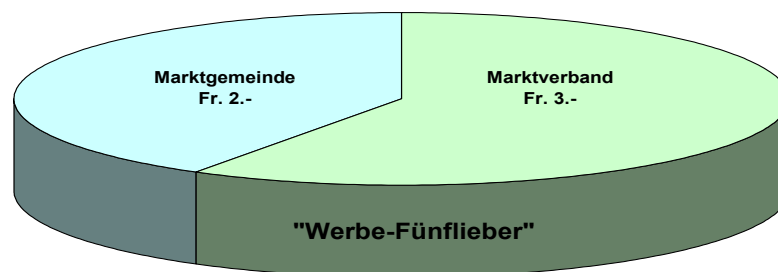 Marktgemeinde
Fr. 2.-
Marktverband
Fr. 3.-
"Werbe-Fünflieber"